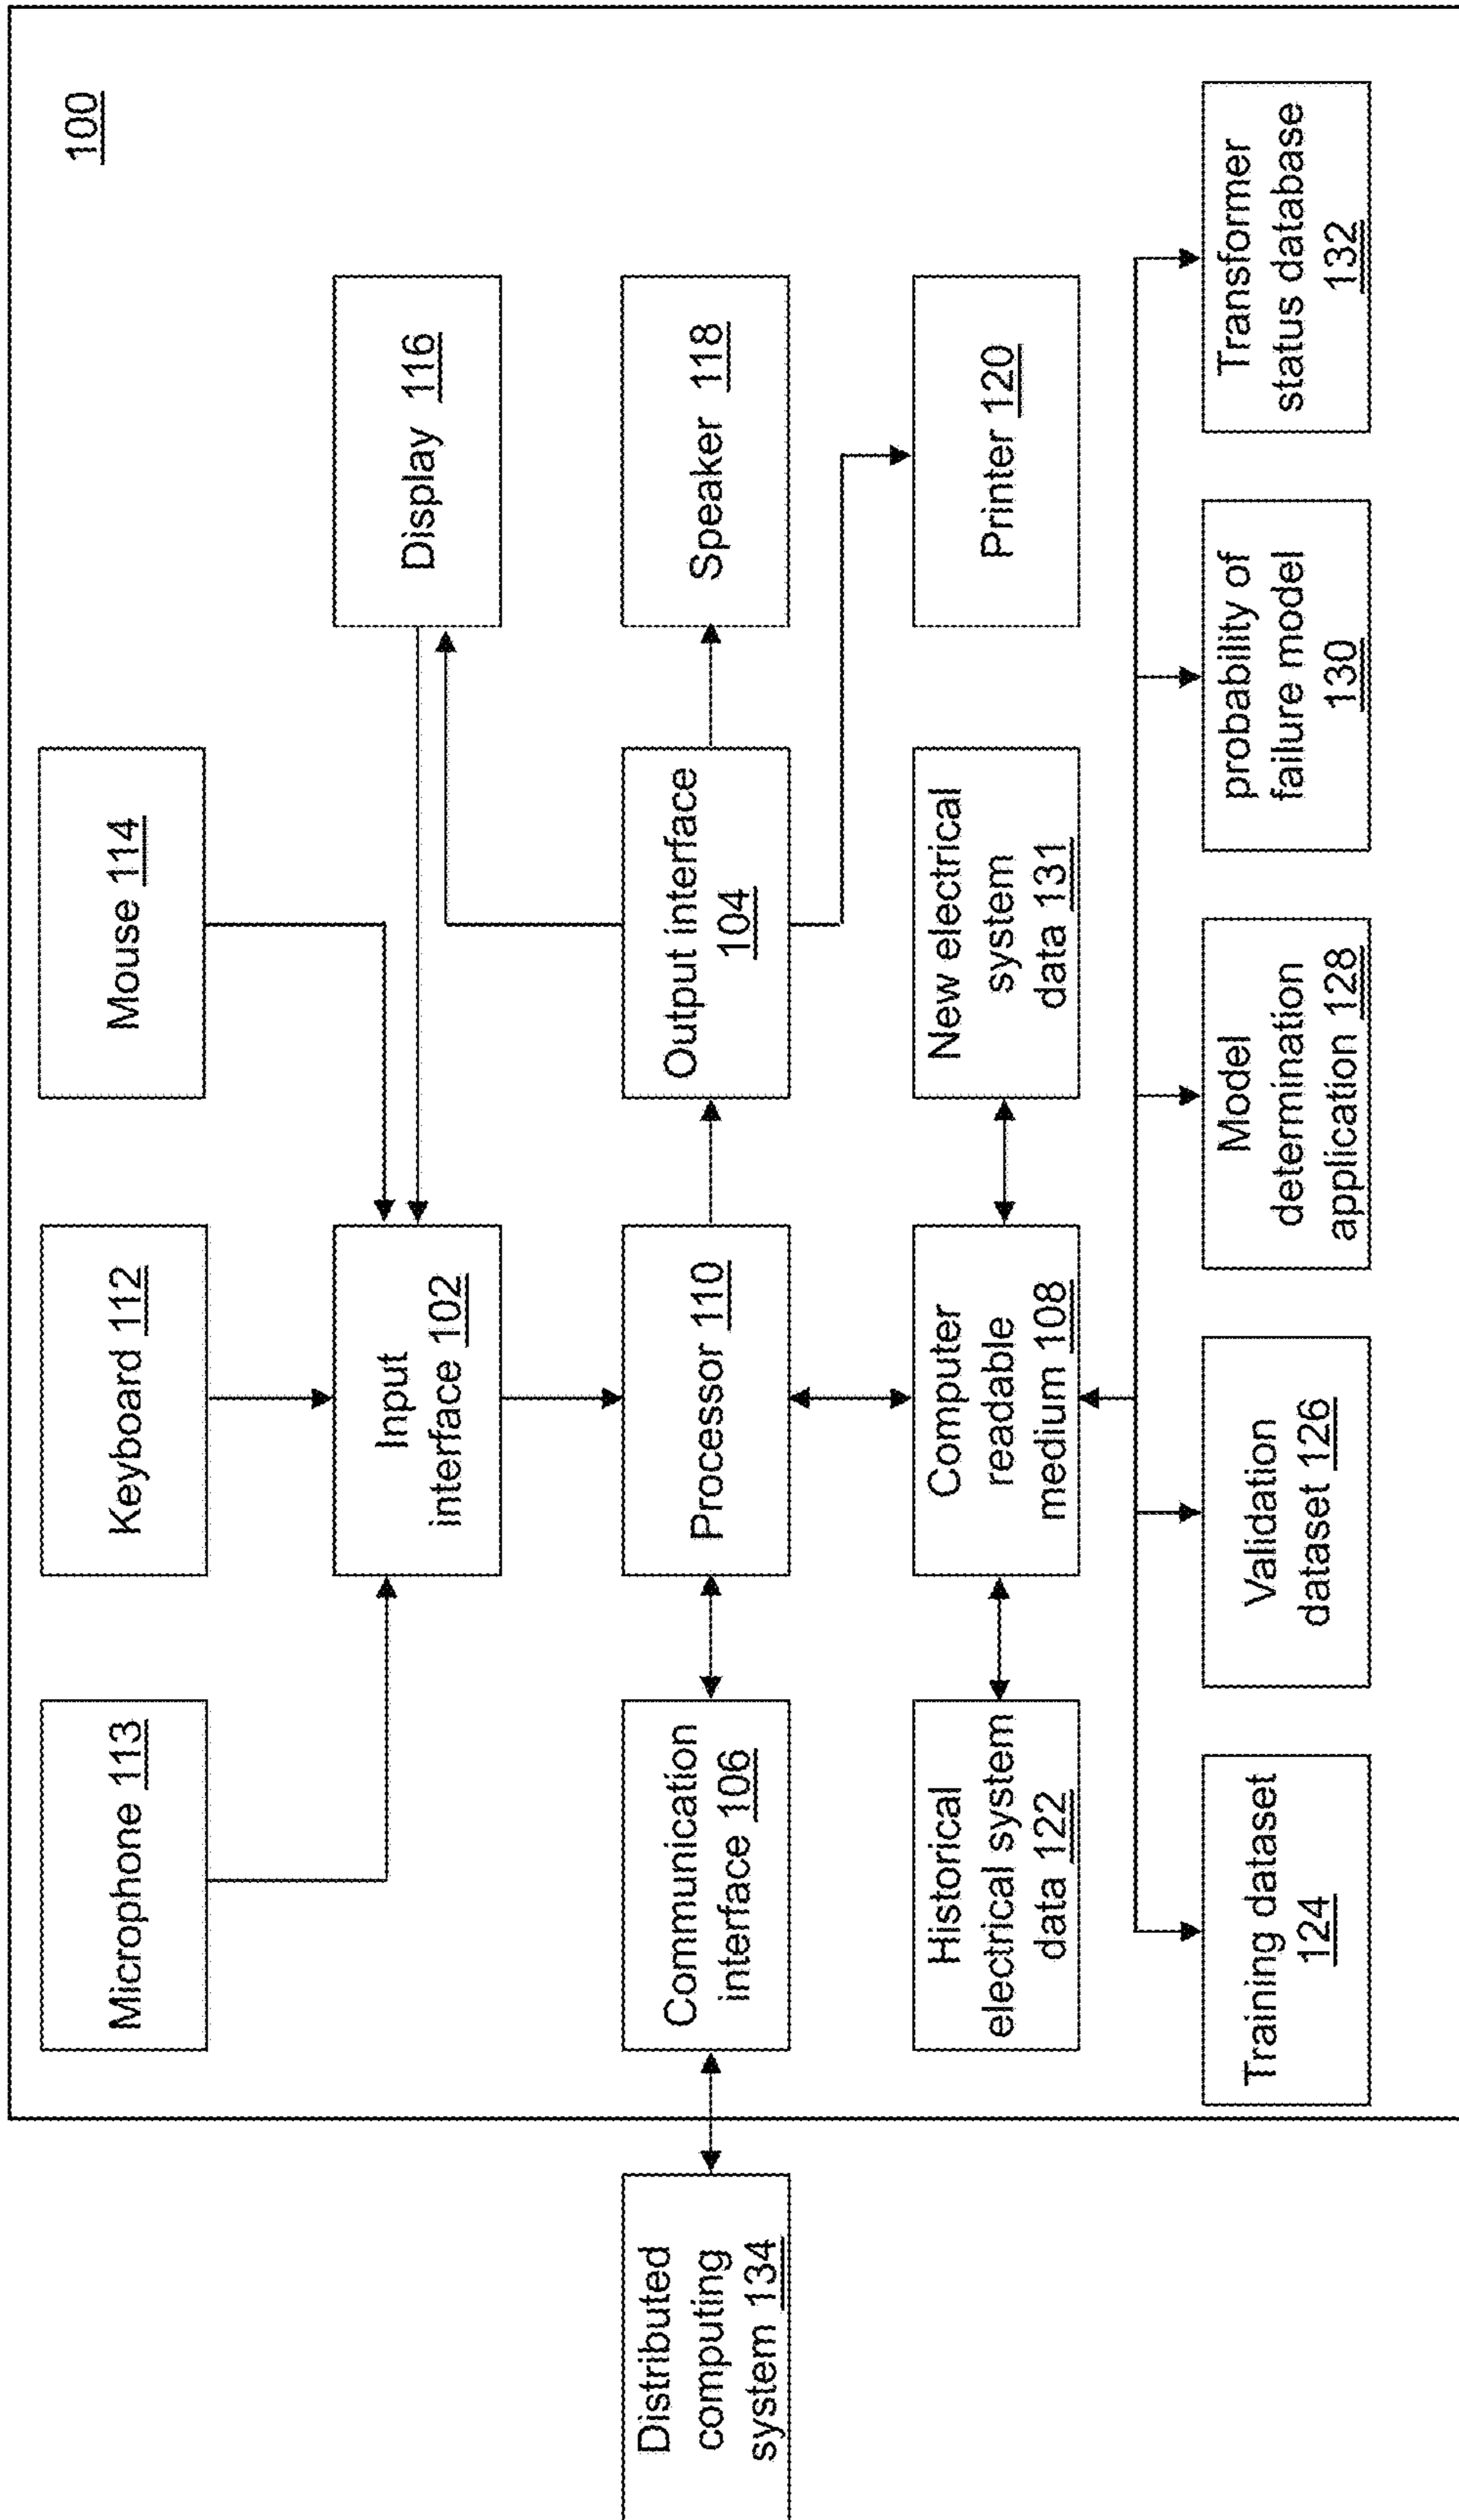 100
Microphone 113
Keyboard 112
Mouse 114
Input
interface 102
Display 116
Distributed
computing
system 134
Communication
interface 106
Processor 110
Output interface
104
Speaker 118
Historical
electrical system
data 122
Computer
readable
medium 108
New electrical
system
data 131
Printer 120
Training dataset
124
Validation
dataset 126
Model
determination
application 128
probability of
failure model
130
Transformer
status database
132